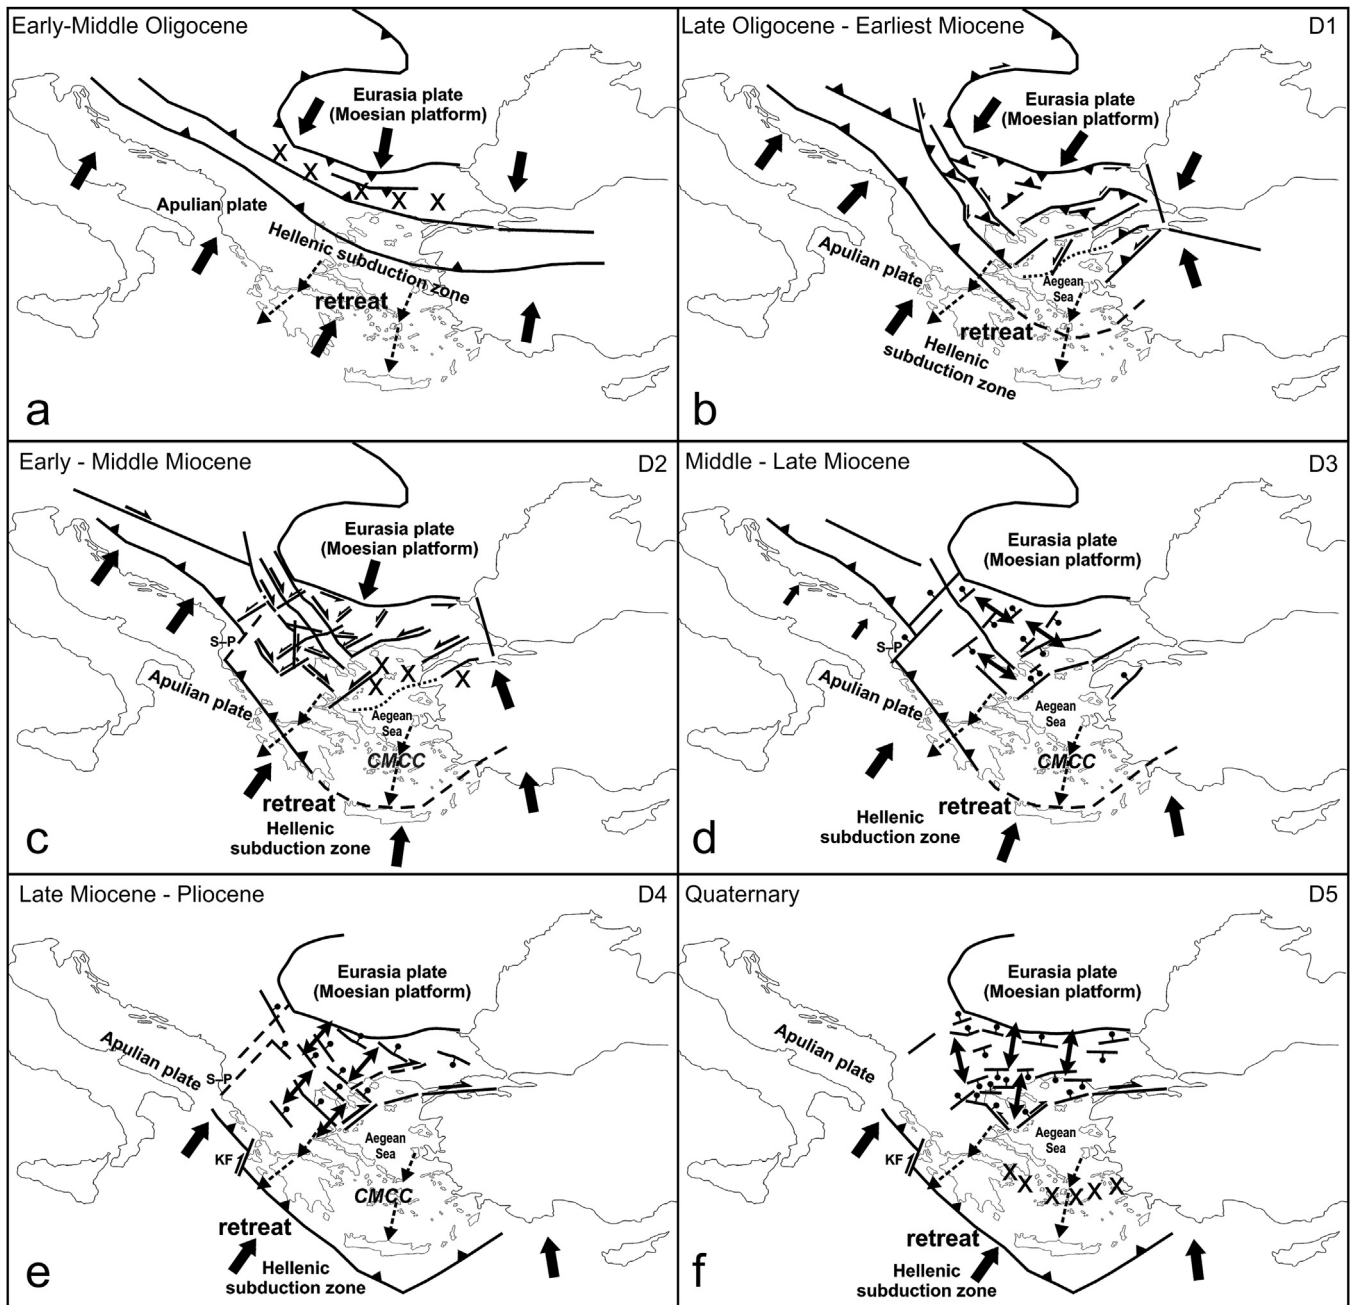 Early-Middle Oligocene
Eurasia plate
(Moesian platform)
X X X X X
Apulian plate
Hellenic subduction zone
retreat
a
Late Oligocene - Earliest Miocene
D1
Eurasia plate
(Moesian platform)
Apulian plate
Aegean
Sea
retreat
Hellenic
subduction zone
b
Early - Middle Miocene
D2
Eurasia plate
(Moesian platform)
S–P
X X X X
Apulian plate
Aegean
Sea
CMCC
retreat
Hellenic
subduction zone
c
Middle - Late Miocene
D3
Eurasia plate
(Moesian platform)
S–P
Apulian plate
Aegean
Sea
CMCC
retreat
Hellenic
subduction zone
d
Late Miocene - Pliocene
D4
Eurasia plate
(Moesian platform)
Apulian plate
S–P
Aegean
Sea
KF
CMCC
retreat
Hellenic
subduction zone
e
Quaternary
D5
Eurasia plate
(Moesian platform)
Apulian plate
Aegean
Sea
KF
X X X X X X
retreat
Hellenic
subduction zone
f